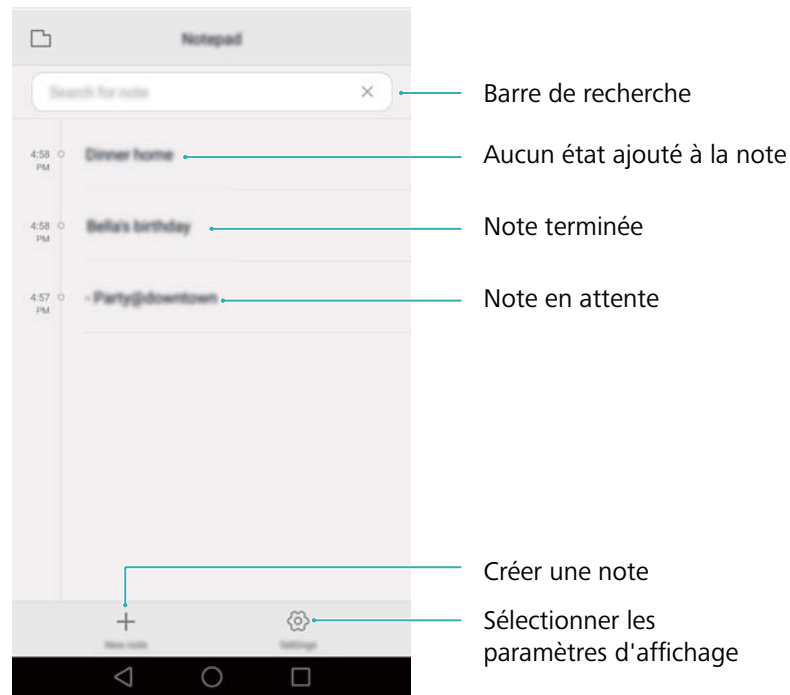 Notepad
Search for note
Barre de recherche
4:58 PM
Dinner home
Aucun état ajouté à la note
4:58 PM
Bella's birthday
Note terminée
4:57 PM
- Party@downtown
Note en attente
Créer une note
New note
Settings
Sélectionner les
paramètres d'affichage